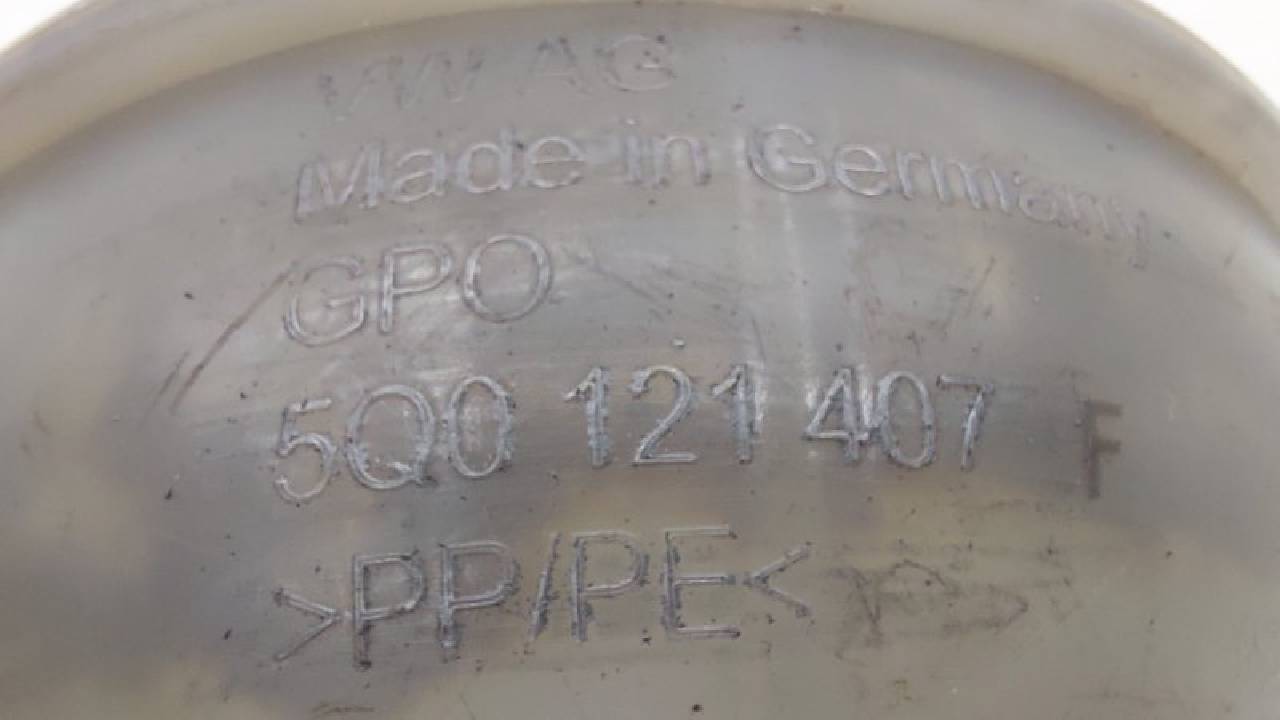 VW AG
Made in Germany
GPO
5Q0 121 407 F
>PP/PE<